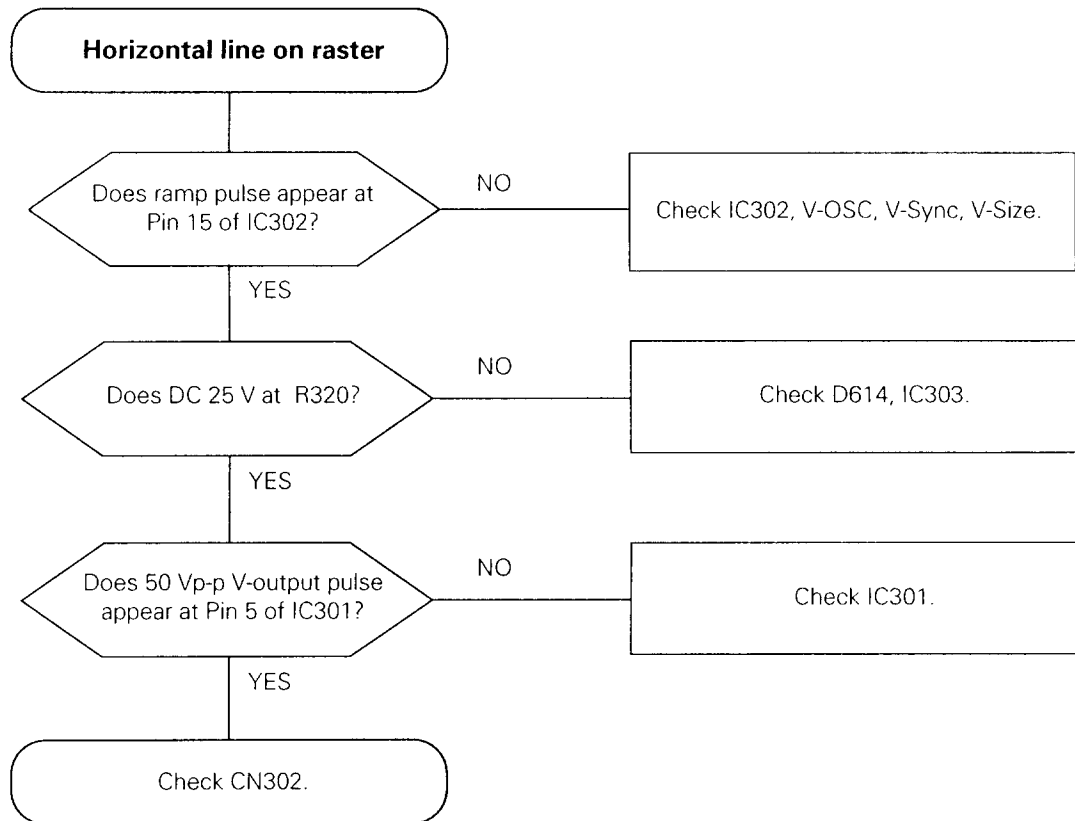 Horizontal line on raster
Does ramp pulse appear at
Pin 15 of IC302?
NO
Check IC302, V-OSC, V-Sync, V-Size.
YES
Does DC 25 V at R320?
NO
Check D614, IC303.
YES
Does 50 Vp-p V-output pulse
appear at Pin 5 of IC301?
NO
Check IC301.
YES
Check CN302.